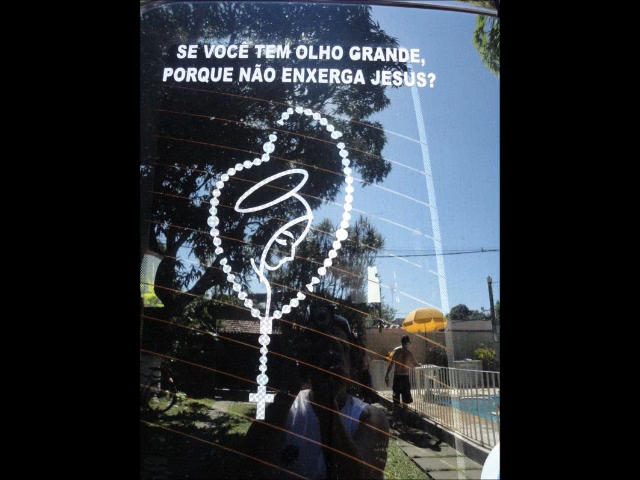 SE VOCÊ TEM OLHO GRANDE,
PORQUE NÃO ENXERGA JESUS?